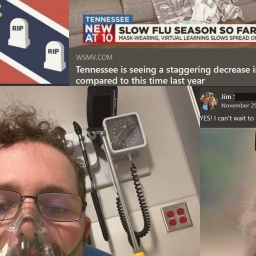 RIP
RIP
TENNESSEE
NEW
AT 10
SLOW FLU SEASON SO FAR
MASK-WEARING, VIRTUAL LEARNING SLOWS SPREAD O
WSMV.COM
Tennessee is seeing a staggering decrease i
compared to this time last year
Jim
November 29
YES! I can't wait to